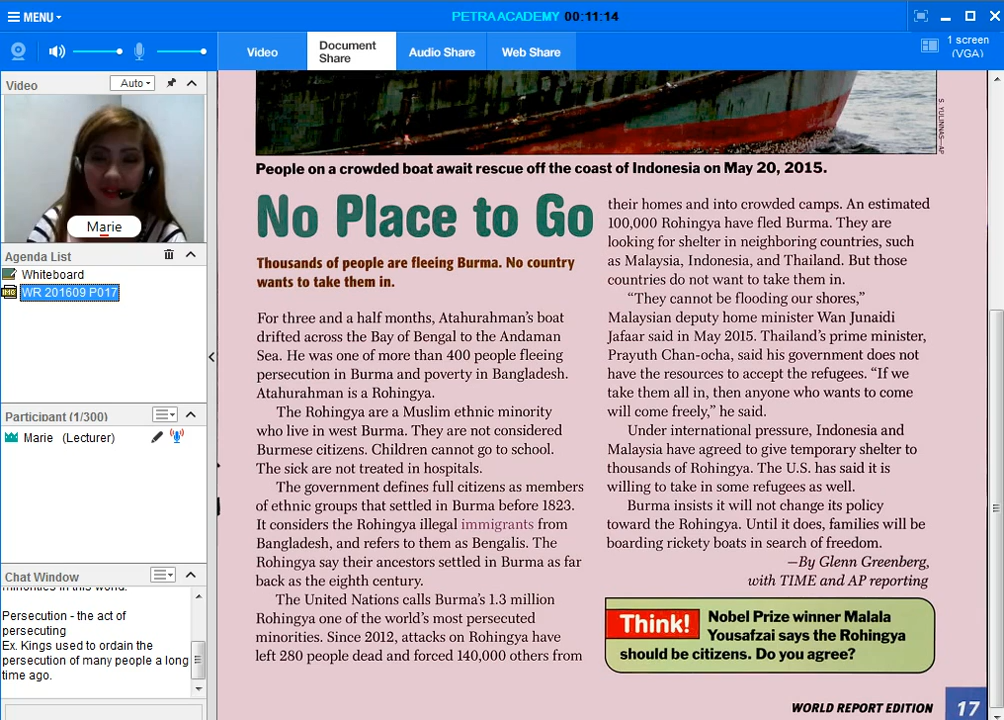 MENU
PETRAACADEMY 00:11:14
Video
Document
Share
Audio Share
Web Share
1 screen
(VGA)
Video
Auto
Marie
Agenda List
Whiteboard
WR 201609 P017
Participant (1/300)
Marie (Lecturer)
Chat Window
minorities in this world.
Persecution - the act of
persecuting
Ex. Kings used to ordain the
persecution of many people a long
time ago.
People on a crowded boat await rescue off the coast of Indonesia on May 20, 2015.
No Place to Go
Thousands of people are fleeing Burma. No country
wants to take them in.
For three and a half months, Atahurahman's boat
drifted across the Bay of Bengal to the Andaman
Sea. He was one of more than 400 people fleeing
persecution in Burma and poverty in Bangladesh.
Atahurahman is a Rohingya.
The Rohingya are a Muslim ethnic minority
who live in west Burma. They are not considered
Burmese citizens. Children cannot go to school.
The sick are not treated in hospitals.
The government defines full citizens as members
of ethnic groups that settled in Burma before 1823.
It considers the Rohingya illegal immigrants from
Bangladesh, and refers to them as Bengalis. The
Rohingya say their ancestors settled in Burma as far
back as the eighth century.
The United Nations calls Burma's 1.3 million
Rohingya one of the world's most persecuted
minorities. Since 2012, attacks on Rohingya have
left 280 people dead and forced 140,000 others from
their homes and into crowded camps. An estimated
100,000 Rohingya have fled Burma. They are
looking for shelter in neighboring countries, such
as Malaysia, Indonesia, and Thailand. But those
countries do not want to take them in.
"They cannot be flooding our shores,"
Malaysian deputy home minister Wan Junaidi
Jafaar said in May 2015. Thailand's prime minister,
Prayuth Chan-ocha, said his government does not
have the resources to accept the refugees. "If we
take them all in, then anyone who wants to come
will come freely," he said.
Under international pressure, Indonesia and
Malaysia have agreed to give temporary shelter to
thousands of Rohingya. The U.S. has said it is
willing to take in some refugees as well.
Burma insists it will not change its policy
toward the Rohingya. Until it does, families will be
boarding rickety boats in search of freedom.
—By Glenn Greenberg,
with TIME and AP reporting
Think! Nobel Prize winner Malala
Yousafzai says the Rohingya
should be citizens. Do you agree?
WORLD REPORT EDITION 17